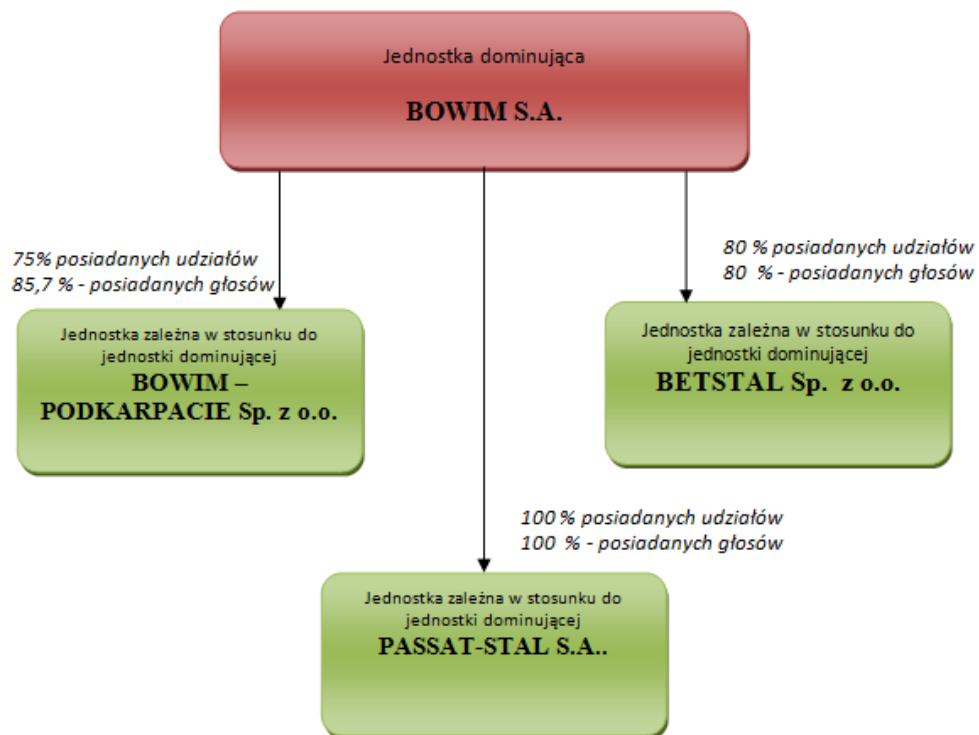 Jednostka dominująca
BOWIM S.A.
75% posiadanych udziałów
85,7 % - posiadanych głosów
80 % posiadanych udziałów
80 % - posiadanych głosów
Jednostka zależna w stosunku do
jednostki dominującej
BOWIM –
PODKARPACIE Sp. z o.o.
Jednostka zależna w stosunku do
jednostki dominującej
BETSTAL Sp. z o.o.
100 % posiadanych udziałów
100 % - posiadanych głosów
Jednostka zależna w stosunku do
jednostki dominującej
PASSAT-STAL S.A..